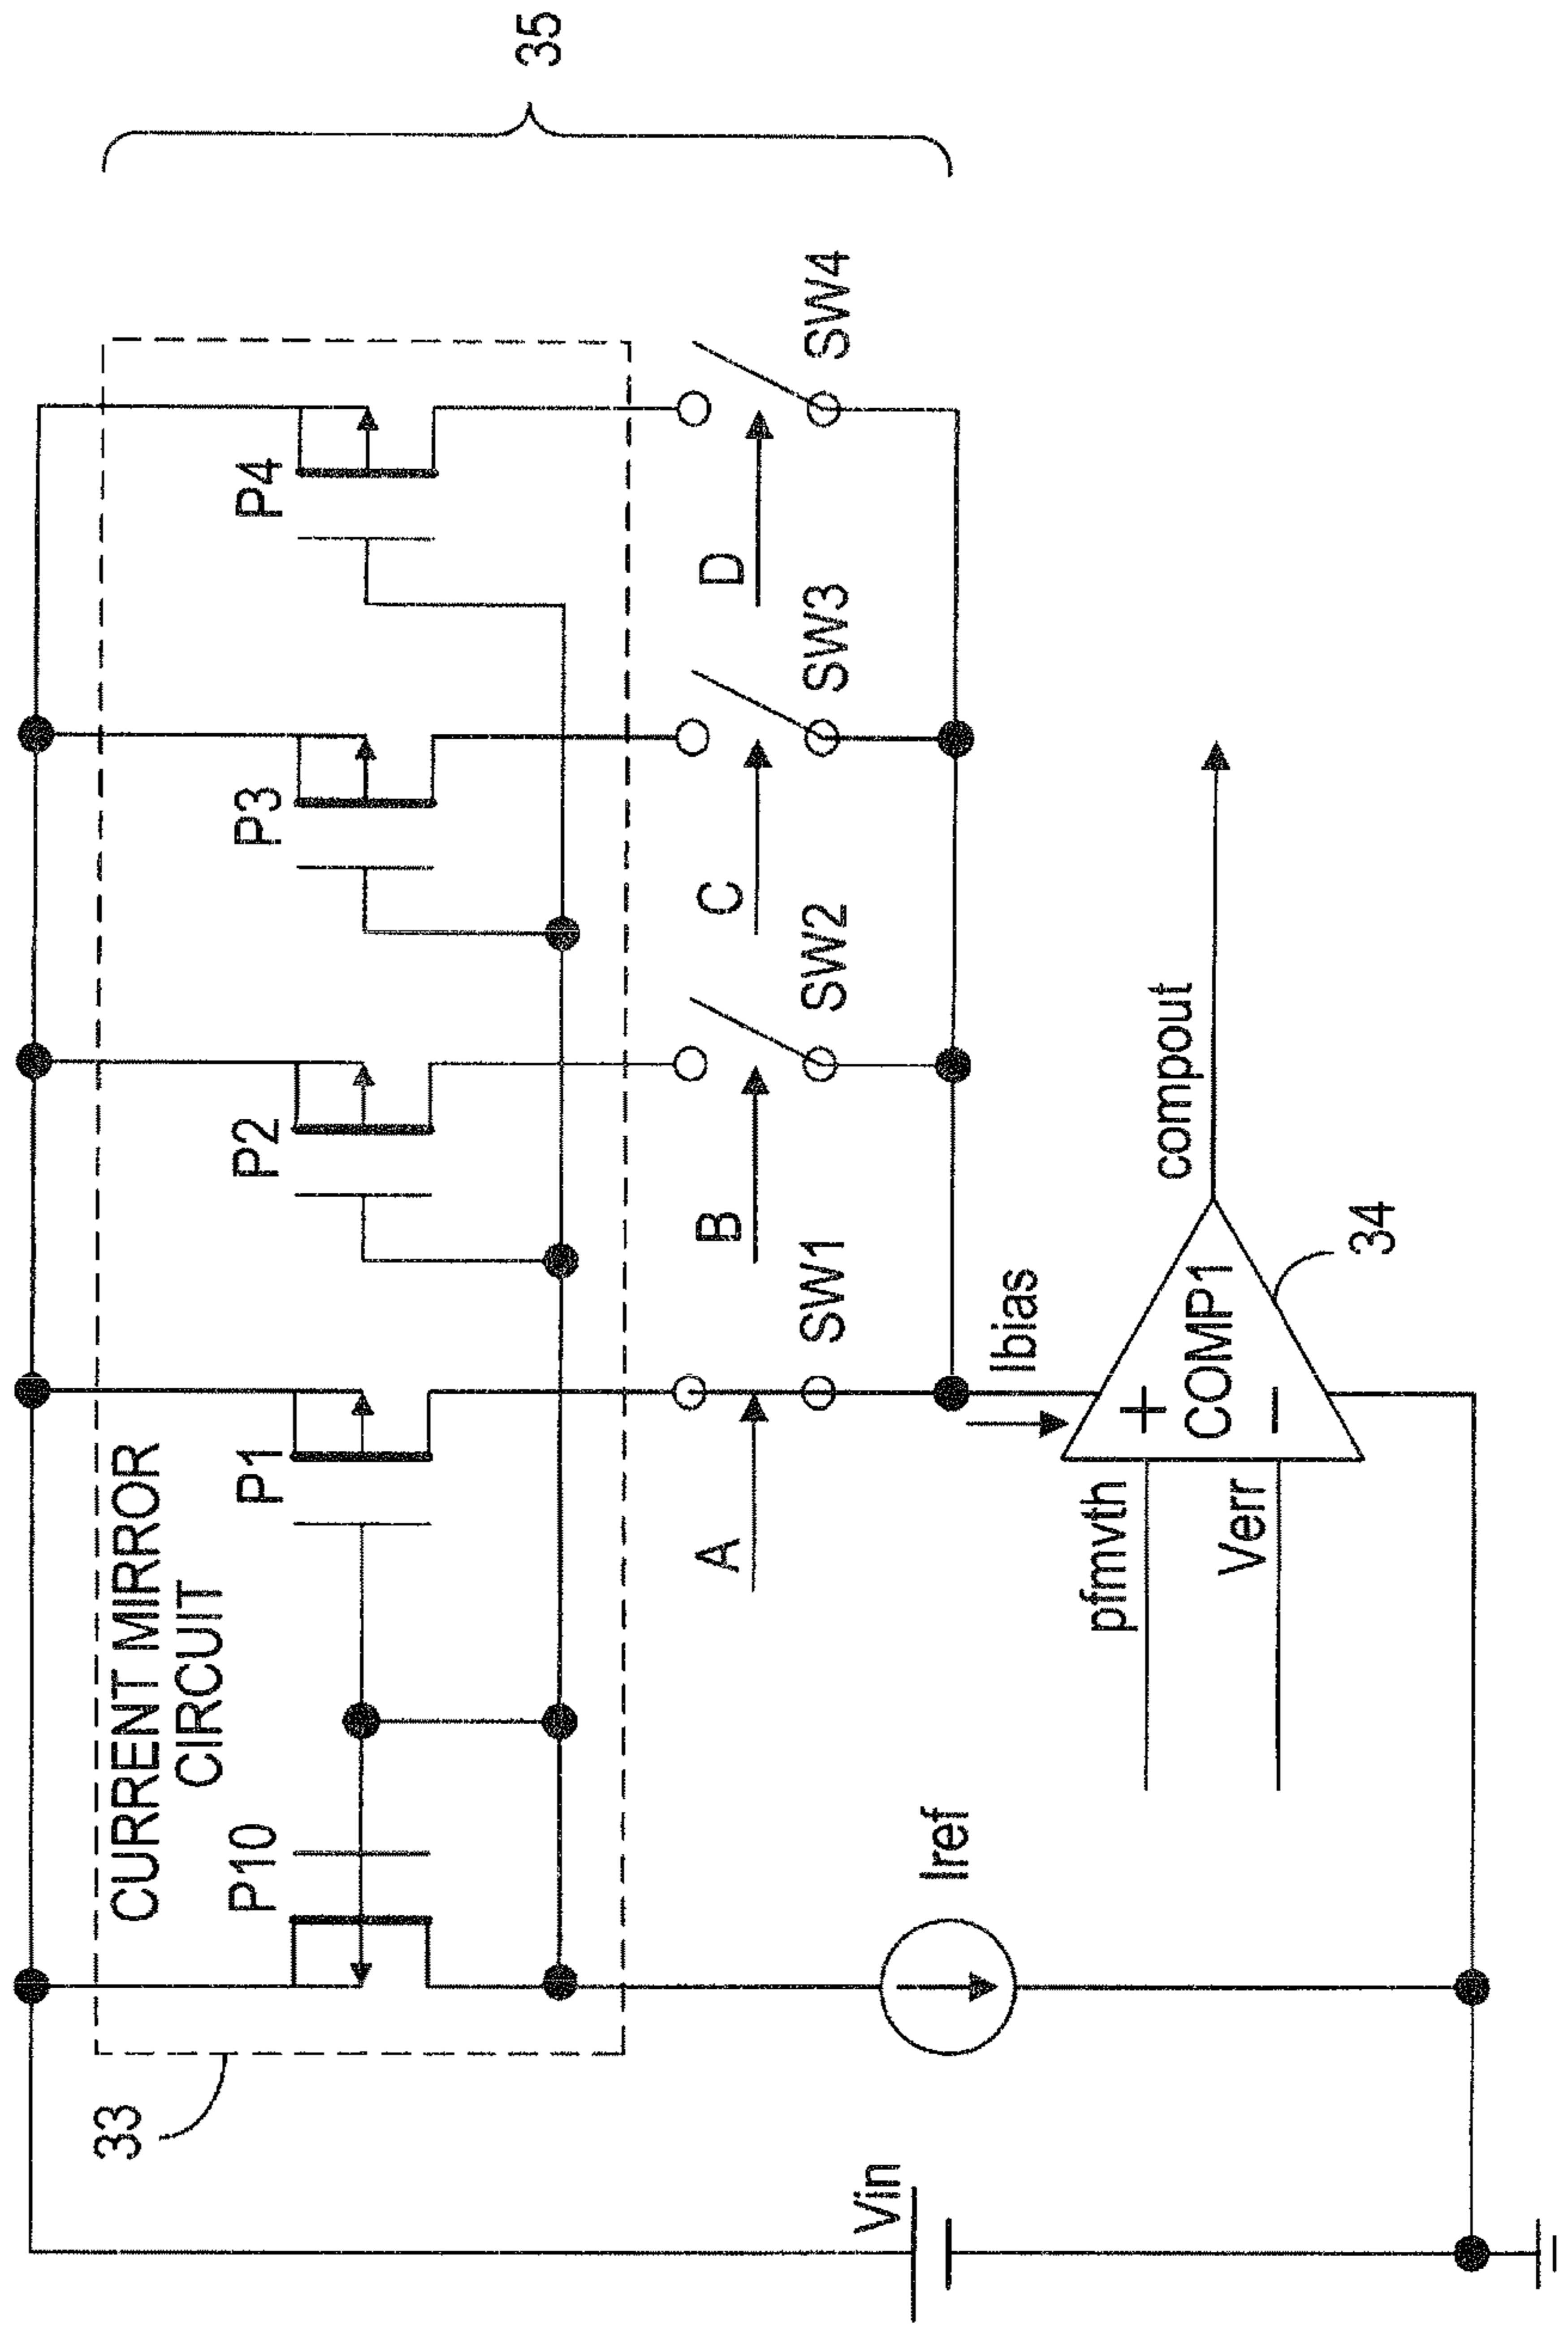 35
33
CURRENT MIRROR
CIRCUIT
P10
P1
P2
P3
P4
A
B
C
D
SW1
SW2
SW3
SW4
Vin
Iref
Ibias
pfmvth
Verr
+
COMP1
−
compout
34